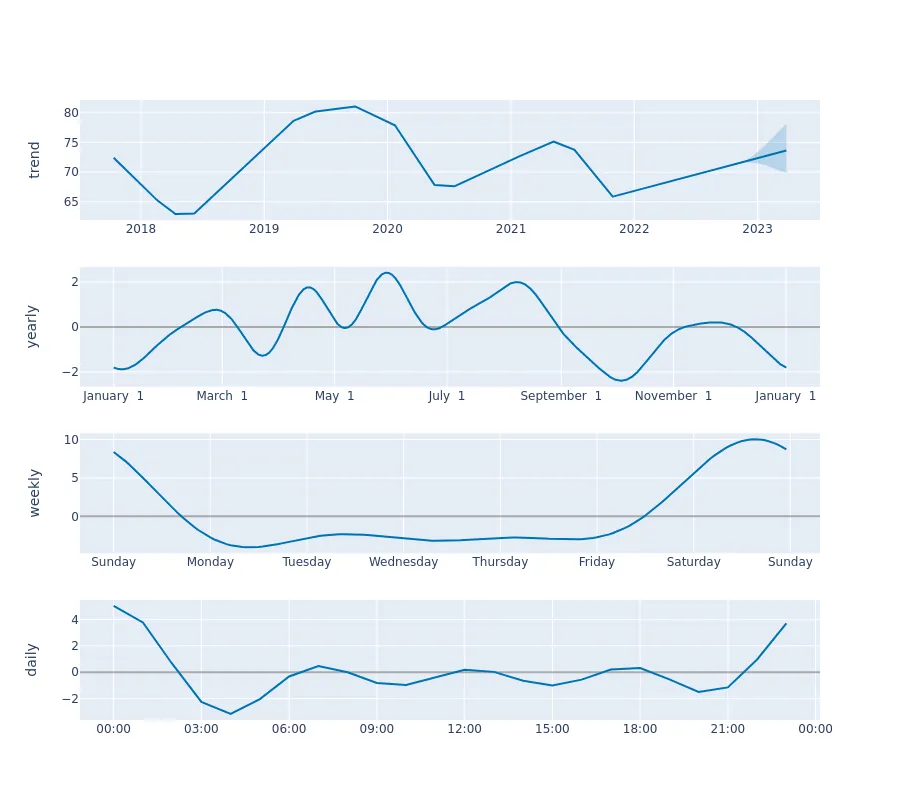 trend
80
75
70
65
2018 2019 2020 2021 2022 2023
yearly
2
0
−2
January 1 March 1 May 1 July 1 September 1 November 1 January 1
weekly
10
5
0
Sunday Monday Tuesday Wednesday Thursday Friday Saturday Sunday
daily
4
2
0
−2
00:00 03:00 06:00 09:00 12:00 15:00 18:00 21:00 00:00